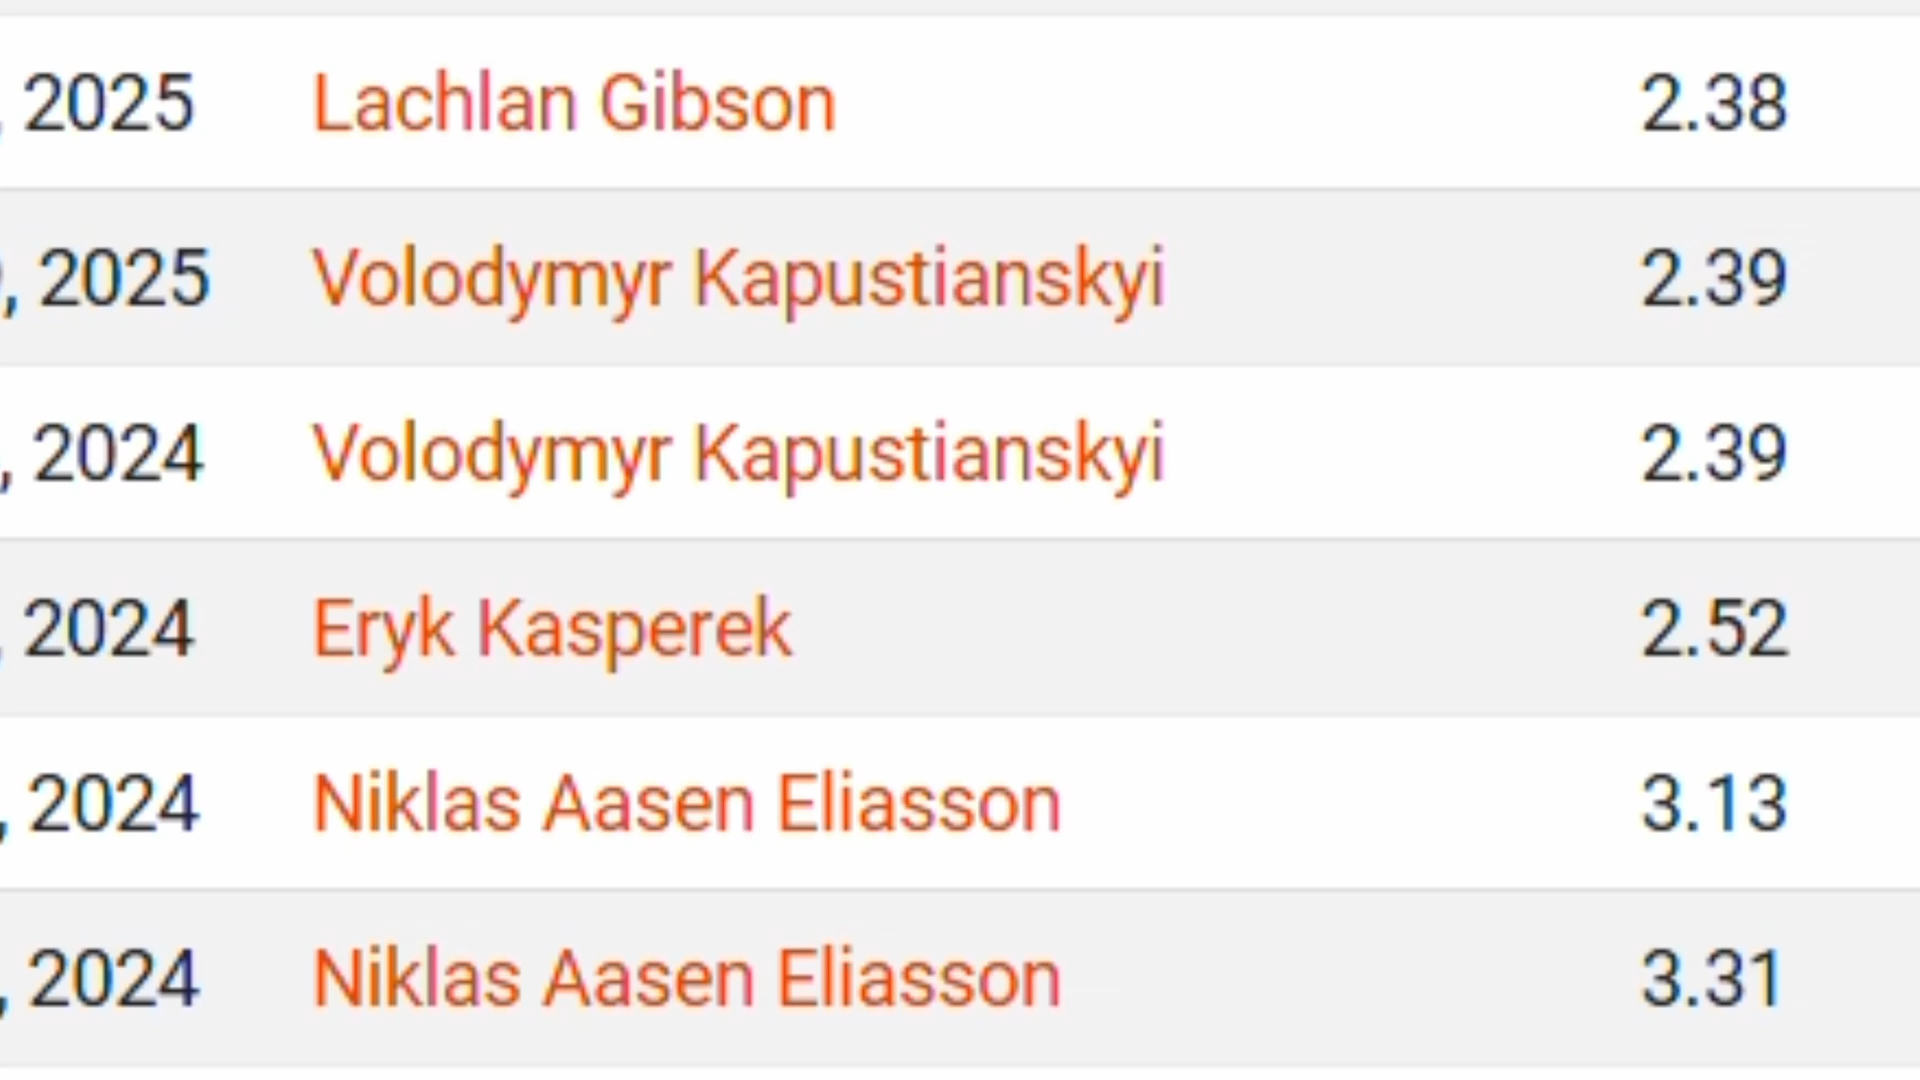 , 2025 Lachlan Gibson 2.38
, 2025 Volodymyr Kapustianskyi 2.39
, 2024 Volodymyr Kapustianskyi 2.39
, 2024 Eryk Kasperek 2.52
, 2024 Niklas Aasen Eliasson 3.13
, 2024 Niklas Aasen Eliasson 3.31